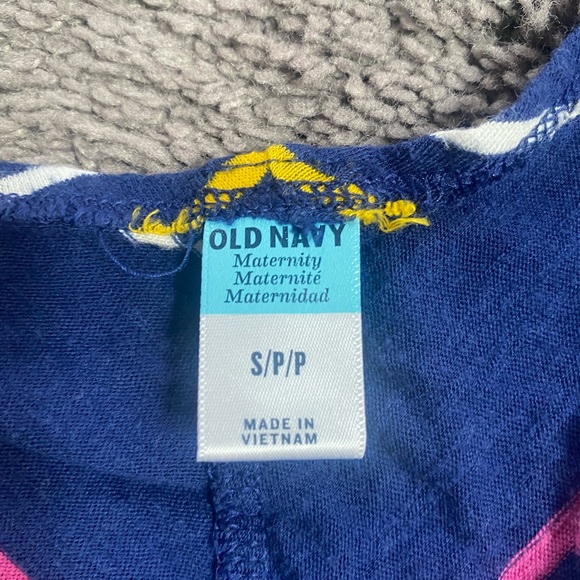 OLD NAVY
Maternity
Maternité
Maternidad
S/P/P
MADE IN
VIETNAM